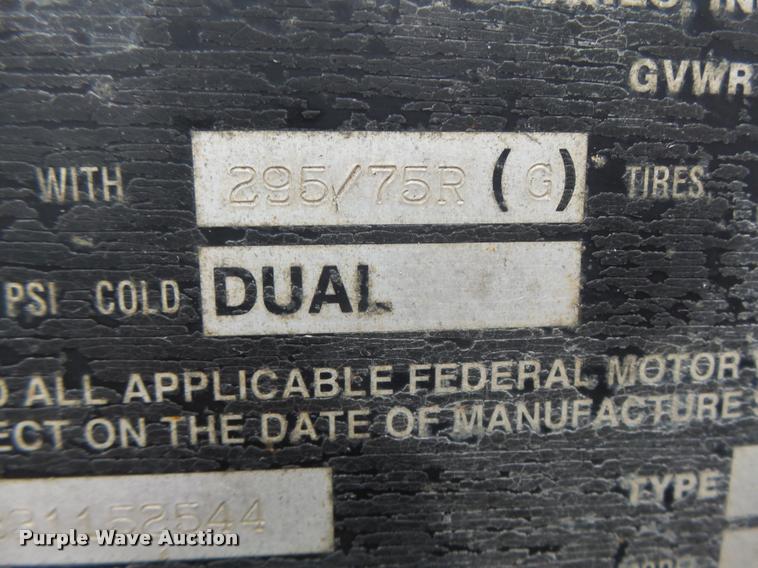 GVWR
WITH 295/75R (G) TIRES,
PSI COLD DUAL
ALL APPLICABLE FEDERAL MOTOR
ON THE DATE OF MANUFACTURE
TYPE
21152544
Purple Wave Auction